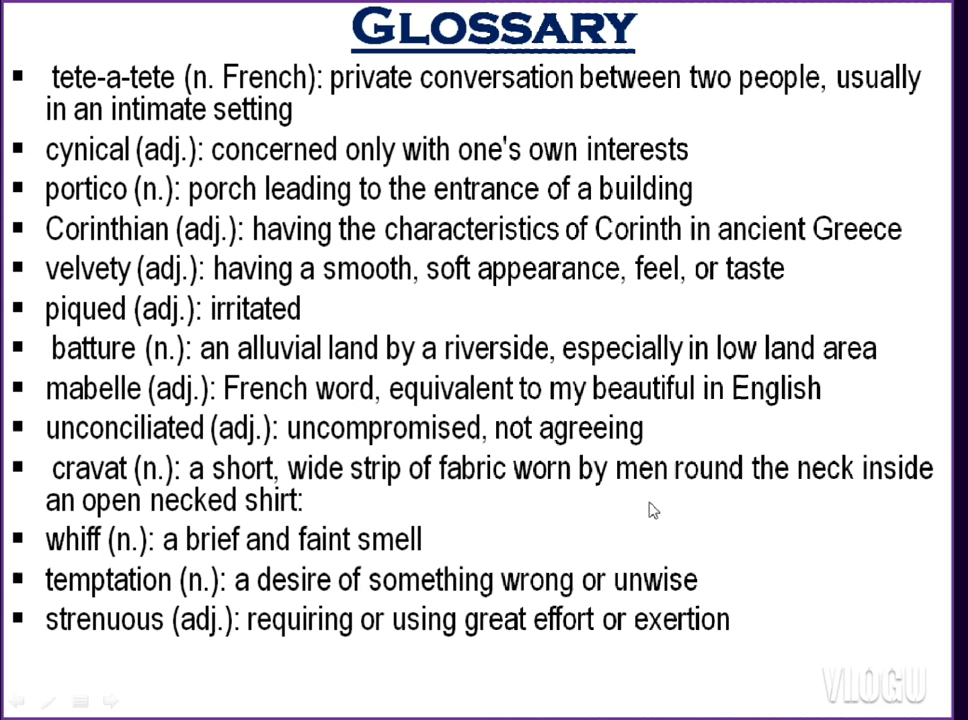 GLOSSARY
▪ tete-a-tete (n. French): private conversation between two people, usually
in an intimate setting
▪ cynical (adj.): concerned only with one's own interests
▪ portico (n.): porch leading to the entrance of a building
▪ Corinthian (adj.): having the characteristics of Corinth in ancient Greece
▪ velvety (adj.): having a smooth, soft appearance, feel, or taste
▪ piqued (adj.): irritated
▪ batture (n.): an alluvial land by a riverside, especially in low land area
▪ mabelle (adj.): French word, equivalent to my beautiful in English
▪ unconciliated (adj.): uncompromised, not agreeing
▪ cravat (n.): a short, wide strip of fabric worn by men round the neck inside
an open necked shirt:
▪ whiff (n.): a brief and faint smell
▪ temptation (n.): a desire of something wrong or unwise
▪ strenuous (adj.): requiring or using great effort or exertion
VLOGU